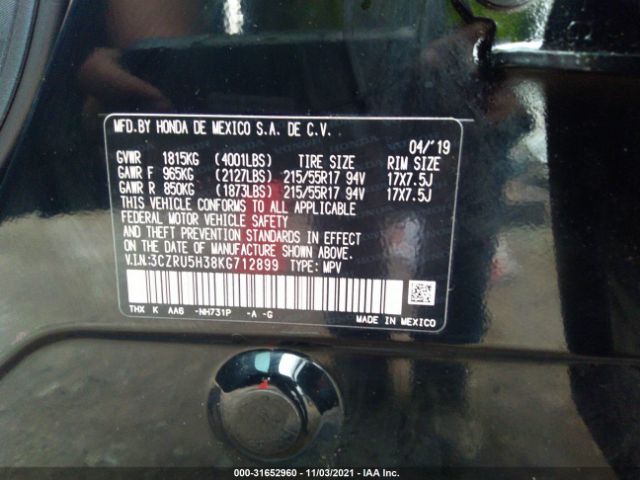 MFD.BY HONDA DE MEXICO S.A. DE C.V.
04/'19
GVWR 1815KG (4001LBS) TIRE SIZE RIM SIZE
GAWR F 965KG (2127LBS) 215/55R17 94V 17X7.5J
GAWR R 850KG (1873LBS) 215/55R17 94V 17X7.5J
THIS VEHICLE CONFORMS TO ALL APPLICABLE
FEDERAL MOTOR VEHICLE SAFETY
AND THEFT PREVENTION STANDARDS IN EFFECT
ON THE DATE OF MANUFACTURE SHOWN ABOVE.
V.I.N:3CZRU5H38KG712899 TYPE: MPV
THX K AA6 -NH731P -A -G MADE IN MEXICO
000-31652960 - 11/03/2021 - IAA Inc.